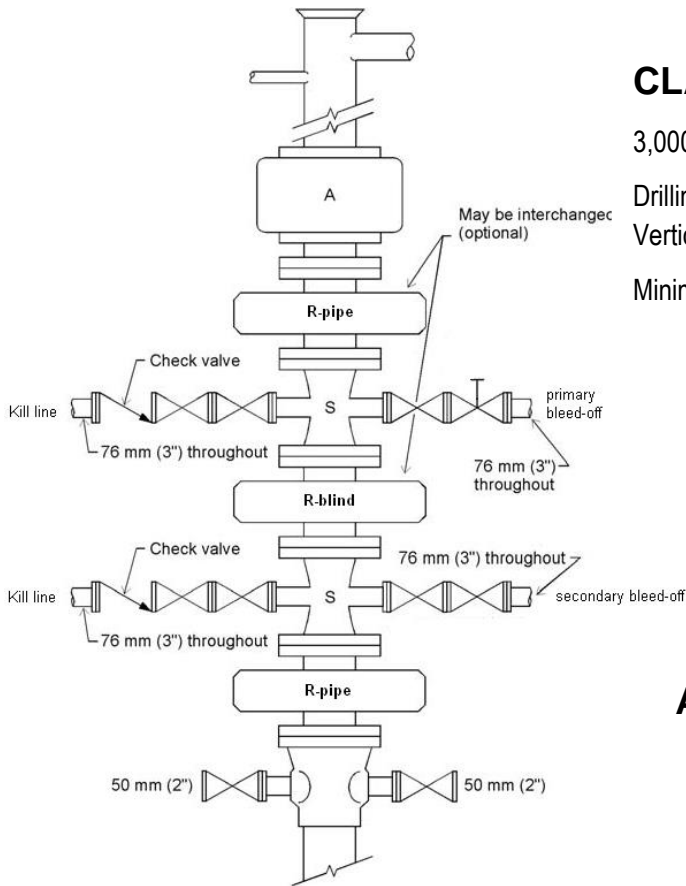 CLA
3,000
A
Drillin
May be interchanged
(optional)
Vertic
R-pipe
Minin
Check valve
Kill line
S
primary
bleed-off
76 mm (3") throughout
76 mm (3")
throughout
R-blind
Check valve
76 mm (3") throughout
Kill line
S
secondary bleed-off
76 mm (3") throughout
R-pipe
A
50 mm (2")
50 mm (2")